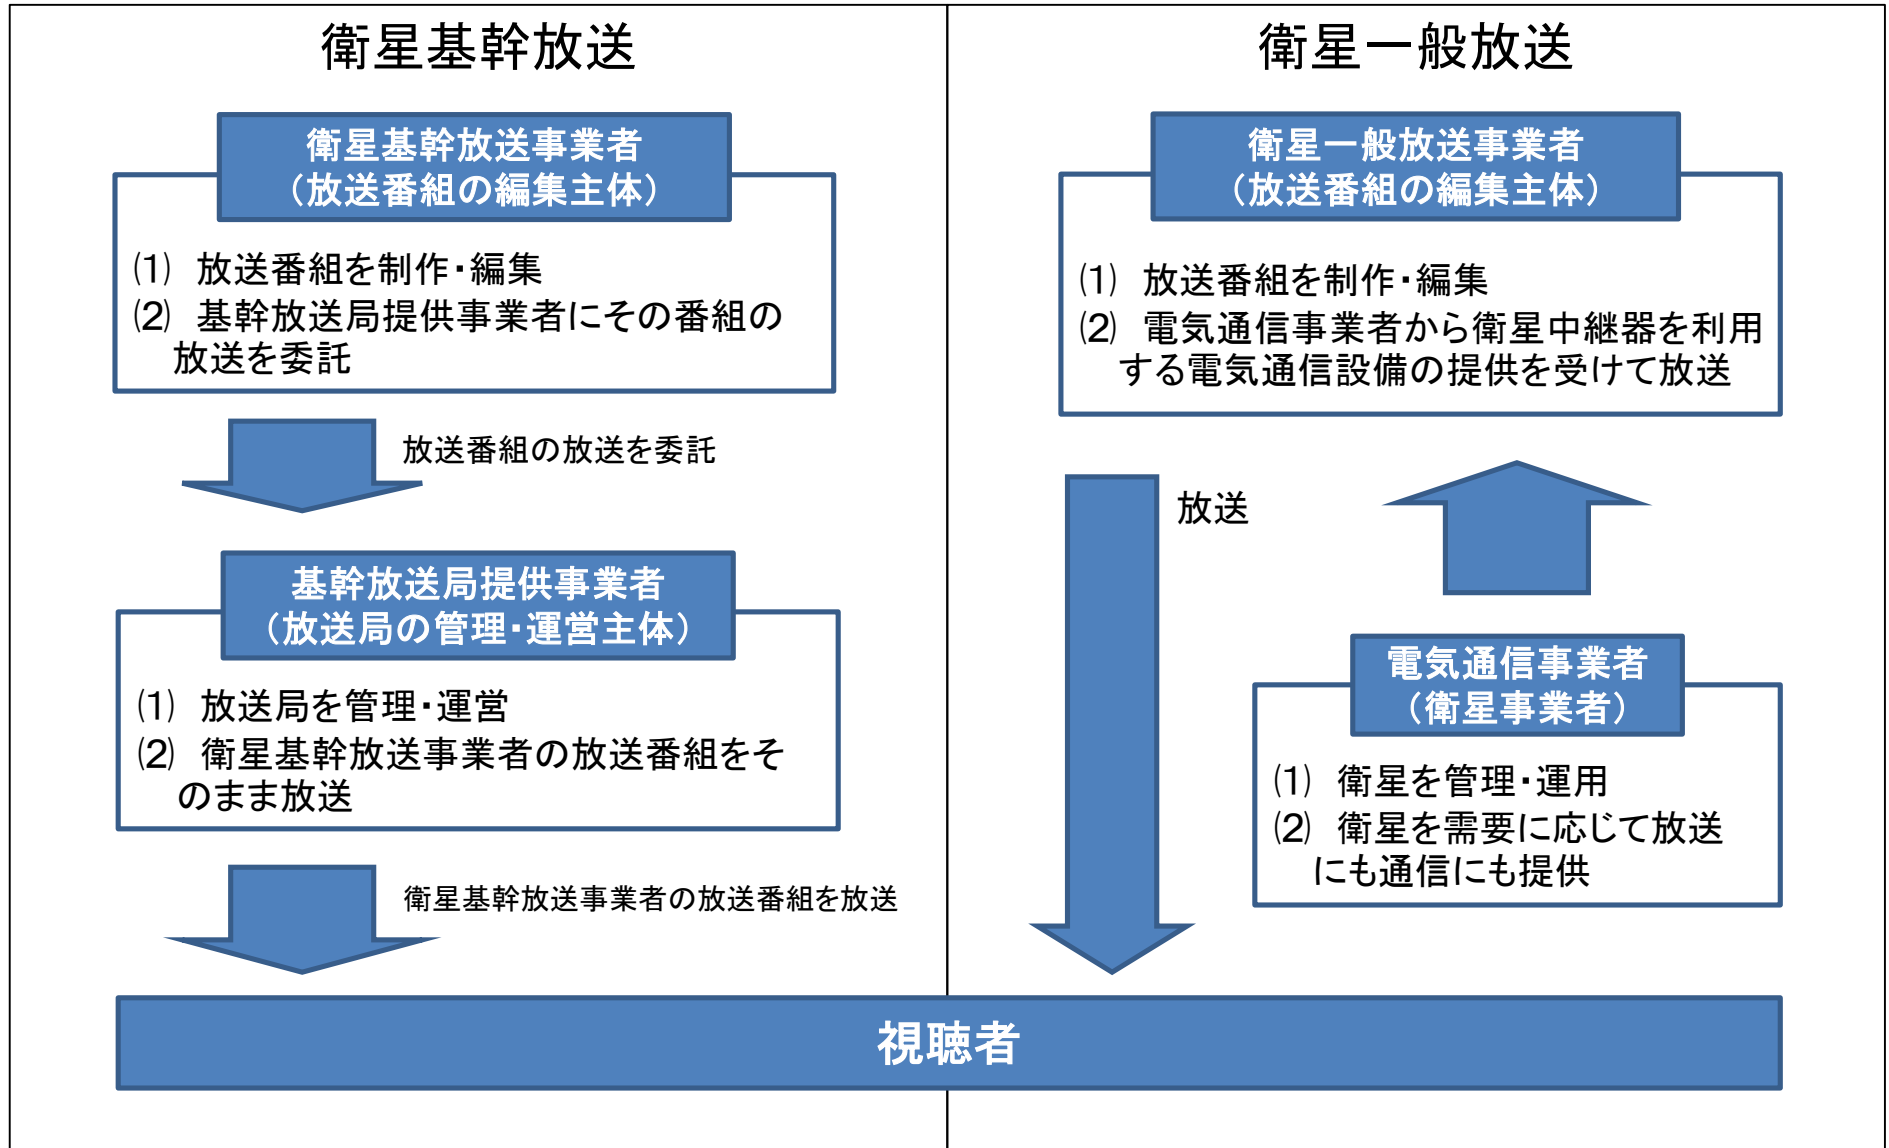 衛星基幹放送
衛星基幹放送事業者
（放送番組の編集主体）
⑴ 放送番組を制作・編集
⑵ 基幹放送局提供事業者にその番組の
放送を委託
放送番組の放送を委託
基幹放送局提供事業者
（放送局の管理・運営主体）
⑴ 放送局を管理・運営
⑵ 衛星基幹放送事業者の放送番組をそ
のまま放送
衛星基幹放送事業者の放送番組を放送
衛星一般放送
衛星一般放送事業者
（放送番組の編集主体）
⑴ 放送番組を制作・編集
⑵ 電気通信事業者から衛星中継器を利用
する電気通信設備の提供を受けて放送
放送
電気通信事業者
（衛星事業者）
⑴ 衛星を管理・運用
⑵ 衛星を需要に応じて放送
にも通信にも提供
視聴者